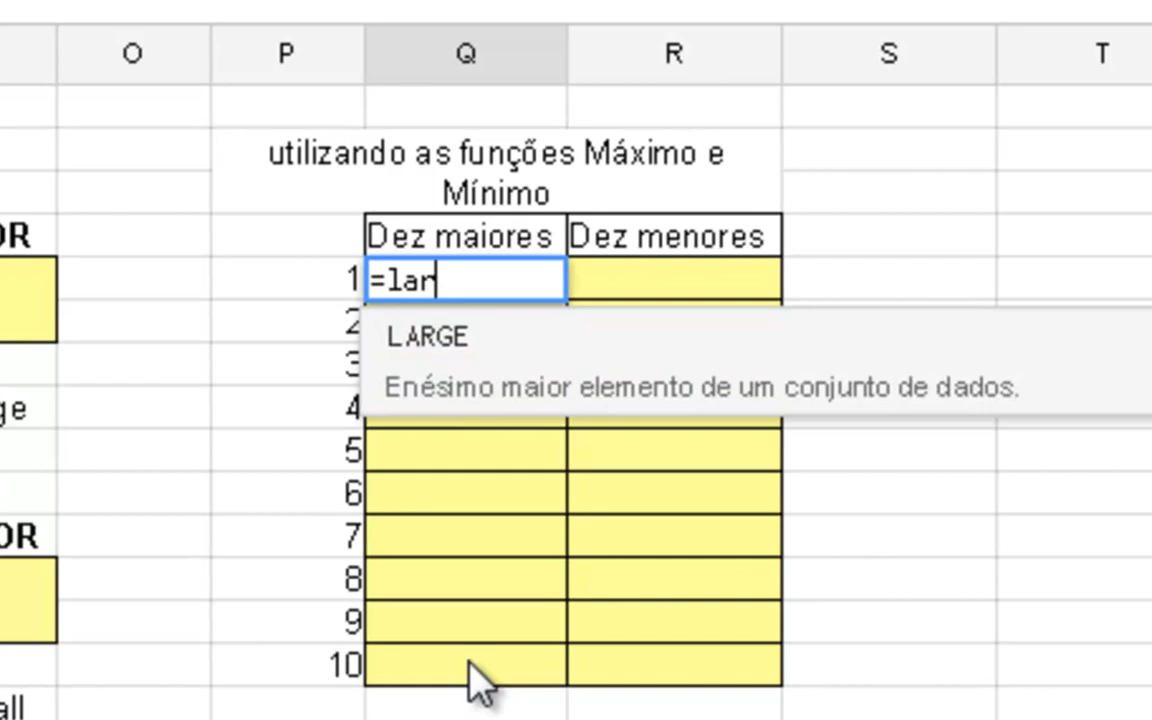 O P Q R S T
utilizando as funções Máximo e
Mínimo
OR Dez maiores Dez menores
1 =lar
2
LARGE
3
Enésimo maior elemento de um conjunto de dados.
ge 4
5
6
OR 7
8
9
10
all